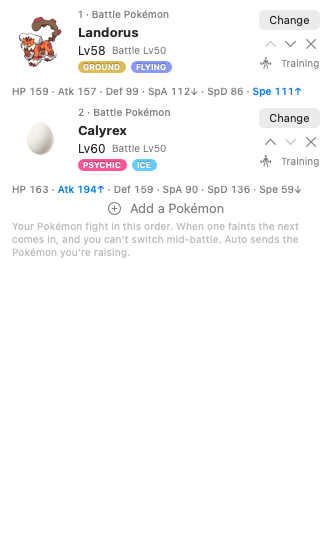 1 · Battle Pokémon
Landorus
Lv58 Battle Lv50
GROUND FLYING
Change
Training
HP 159 · Atk 157 · Def 99 · SpA 112↓ · SpD 86 · Spe 111↑
2 · Battle Pokémon
Calyrex
Lv60 Battle Lv50
PSYCHIC ICE
Change
Training
HP 163 · Atk 194↑ · Def 159 · SpA 90 · SpD 136 · Spe 59↓
Add a Pokémon
Your Pokémon fight in this order. When one faints the next
comes in, and you can't switch mid-battle. Auto sends the
Pokémon you're raising.